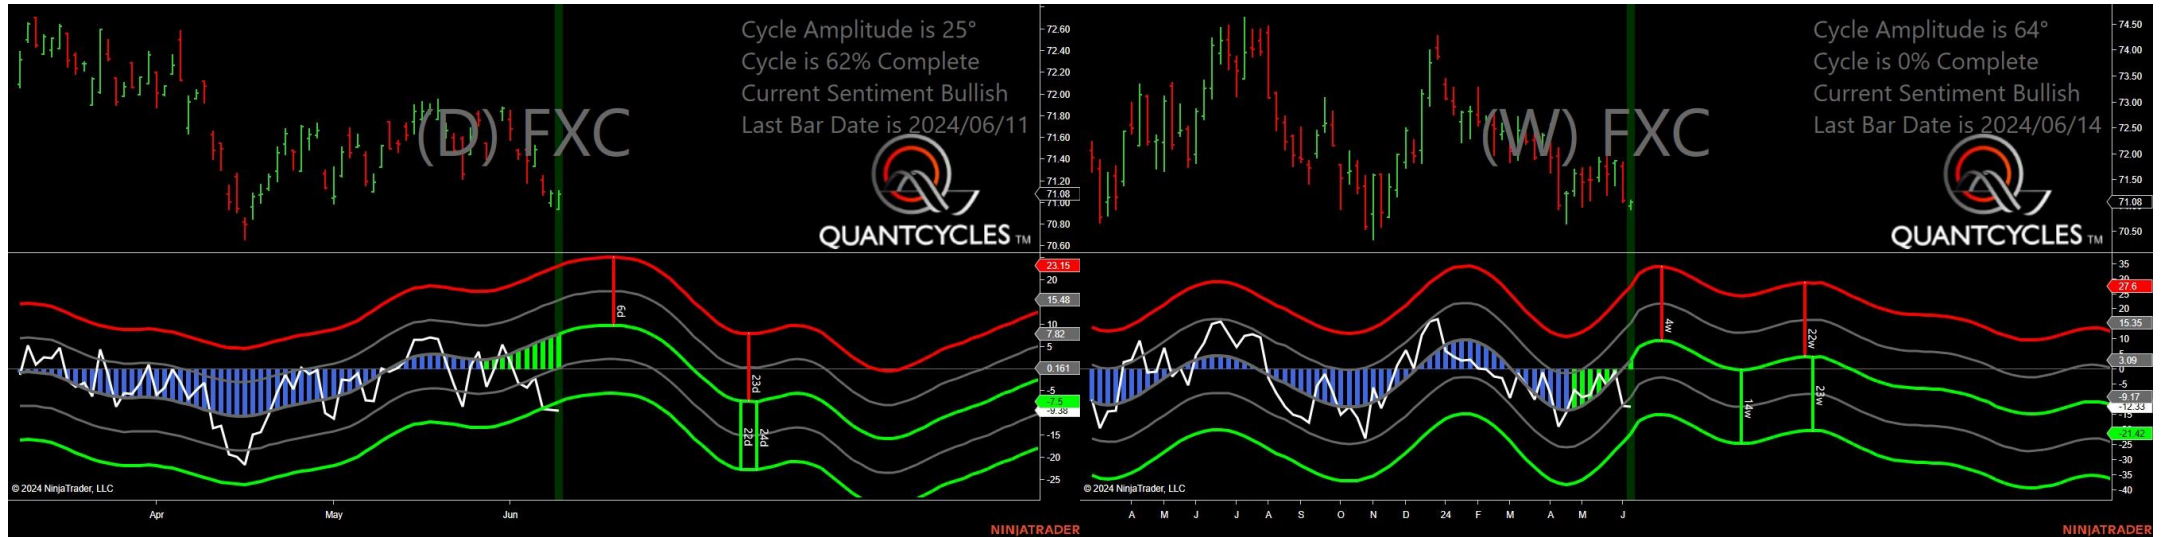 Cycle Amplitude is 25°
Cycle is 62% Complete
Current Sentiment Bullish
Last Bar Date is 2024/06/11
(D) FXC
QUANTCYCLES TM
72.60
72.40
72.20
72.00
71.80
71.60
71.40
71.20
71.08
71.00
70.80
70.60
23.15
20
15.48
10
7.82
5
0.161
-5
-7.5
-9.38
-15
-20
-25
6d
23d
22d
24d
© 2024 NinjaTrader, LLC
Apr
May
Jun
NINJATRADER
Cycle Amplitude is 64°
Cycle is 0% Complete
Current Sentiment Bullish
Last Bar Date is 2024/06/14
(W) FXC
QUANTCYCLES TM
74.50
74.00
73.50
73.00
72.50
72.00
71.50
71.08
70.50
35
27.6
25
15.35
10
3.09
0
-5
-9.17
-12.33
-21.42
-25
-30
-35
-40
4w
22w
14w
23w
© 2024 NinjaTrader, LLC
A
M
J
J
A
S
O
N
D
24
F
M
A
M
J
NINJATRADER